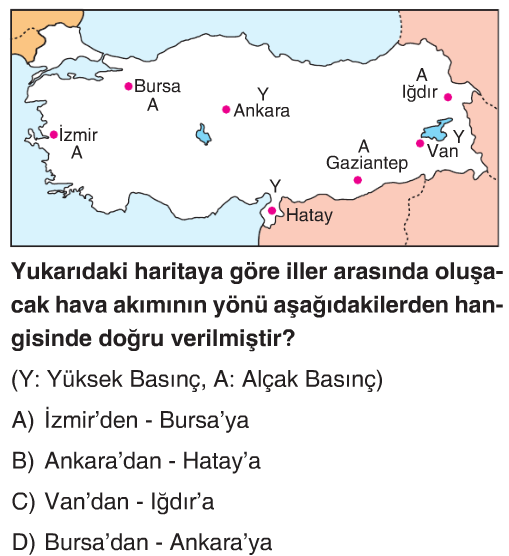 Bursa
A
Y
Ankara
A
Iğdır
İzmir
A
A
Gaziantep
Y
Van
Y
Hatay
Yukarıdaki haritaya göre iller arasında oluşa-
cak hava akımının yönü aşağıdakilerden han-
gisinde doğru verilmiştir?
(Y: Yüksek Basınç, A: Alçak Basınç)
A) İzmir'den - Bursa'ya
B) Ankara'dan - Hatay'a
C) Van'dan - Iğdır'a
D) Bursa'dan - Ankara'ya